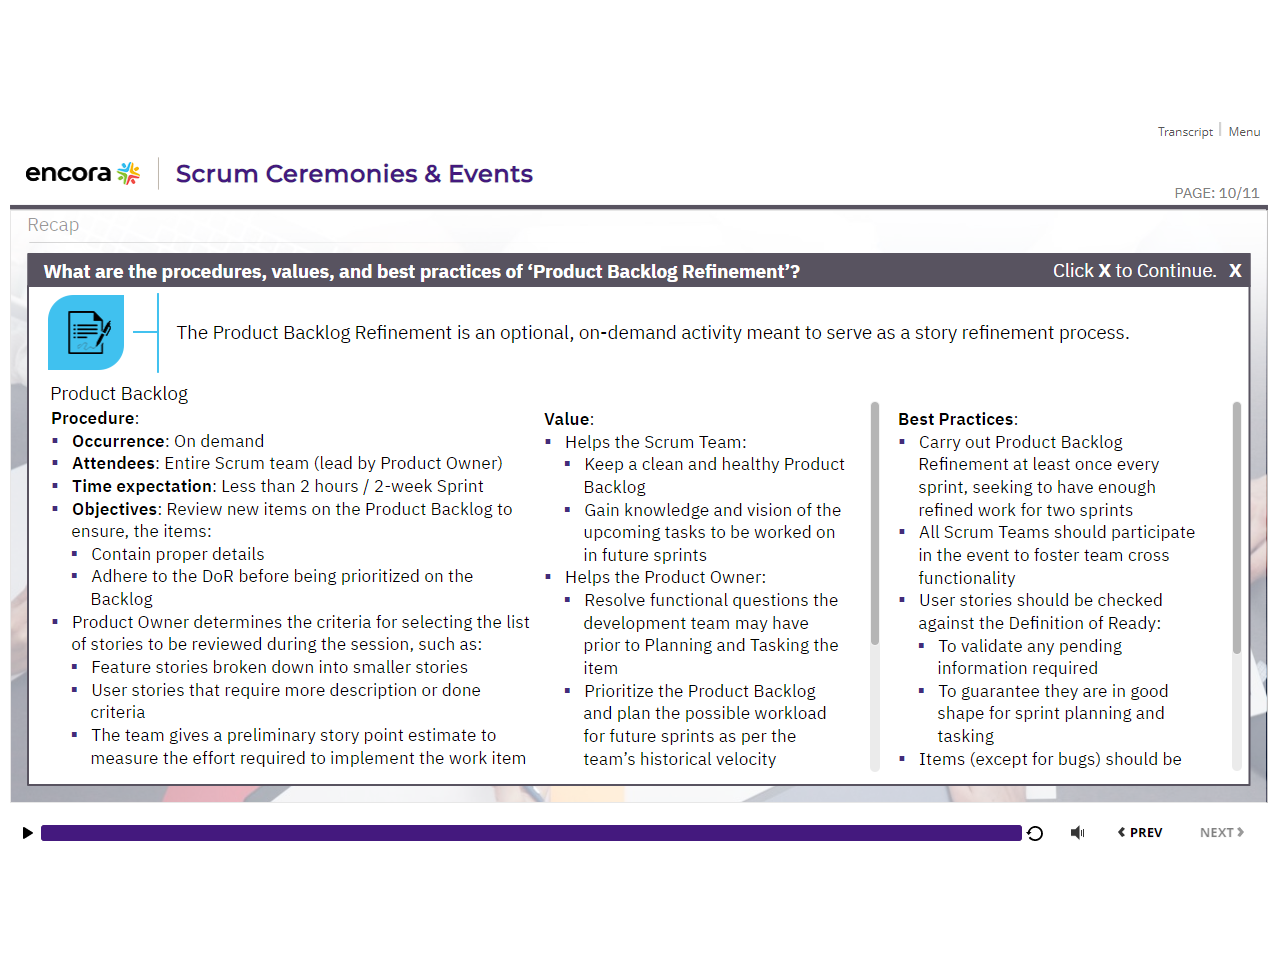 Transcript | Menu
encora
Scrum Ceremonies & Events
PAGE: 10/11
Recap
What are the procedures, values, and best practices of ‘Product Backlog Refinement’?
Click X to Continue. X
The Product Backlog Refinement is an optional, on-demand activity meant to serve as a story refinement process.
Product Backlog
Procedure:
▪ Occurrence: On demand
▪ Attendees: Entire Scrum team (lead by Product Owner)
▪ Time expectation: Less than 2 hours / 2-week Sprint
▪ Objectives: Review new items on the Product Backlog to
ensure, the items:
▪ Contain proper details
▪ Adhere to the DoR before being prioritized on the
Backlog
▪ Product Owner determines the criteria for selecting the list
of stories to be reviewed during the session, such as:
▪ Feature stories broken down into smaller stories
▪ User stories that require more description or done
criteria
▪ The team gives a preliminary story point estimate to
measure the effort required to implement the work item
Value:
▪ Helps the Scrum Team:
▪ Keep a clean and healthy Product
Backlog
▪ Gain knowledge and vision of the
upcoming tasks to be worked on
in future sprints
▪ Helps the Product Owner:
▪ Resolve functional questions the
development team may have
prior to Planning and Tasking the
item
▪ Prioritize the Product Backlog
and plan the possible workload
for future sprints as per the
team’s historical velocity
Best Practices:
▪ Carry out Product Backlog
Refinement at least once every
sprint, seeking to have enough
refined work for two sprints
▪ All Scrum Teams should participate
in the event to foster team cross
functionality
▪ User stories should be checked
against the Definition of Ready:
▪ To validate any pending
information required
▪ To guarantee they are in good
shape for sprint planning and
tasking
▪ Items (except for bugs) should be
PREV
NEXT